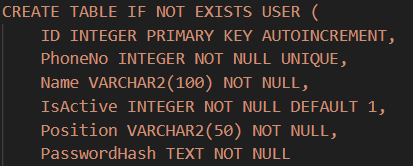 CREATE TABLE IF NOT EXISTS USER (
ID INTEGER PRIMARY KEY AUTOINCREMENT,
PhoneNo INTEGER NOT NULL UNIQUE,
Name VARCHAR2(100) NOT NULL,
IsActive INTEGER NOT NULL DEFAULT 1,
Position VARCHAR2(50) NOT NULL,
PasswordHash TEXT NOT NULL